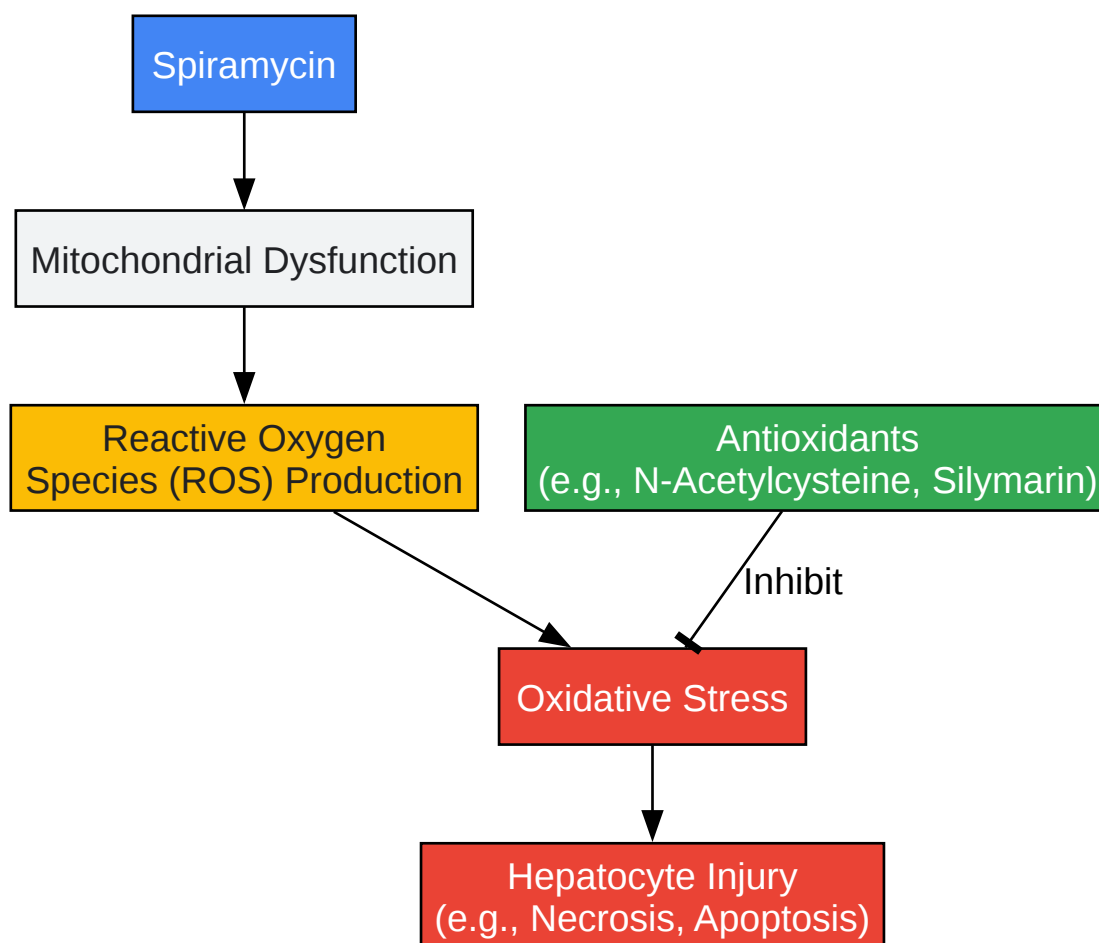 Spiramycin
Mitochondrial Dysfunction
Reactive Oxygen
Species (ROS) Production
Antioxidants
(e.g., N-Acetylcysteine, Silymarin)
Inhibit
Oxidative Stress
Hepatocyte Injury
(e.g., Necrosis, Apoptosis)